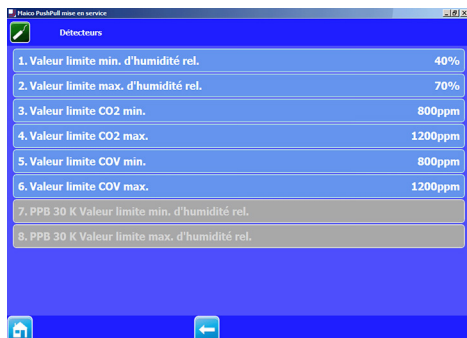 Maico PushPull mise en service
Détecteurs
1. Valeur limite min. d'humidité rel. 40%
2. Valeur limite max. d'humidité rel. 70%
3. Valeur limite CO2 min. 800ppm
4. Valeur limite CO2 max. 1200ppm
5. Valeur limite COV min. 800ppm
6. Valeur limite COV max. 1200ppm
7. PPB 30 K Valeur limite min. d'humidité rel.
8. PPB 30 K Valeur limite max. d'humidité rel.